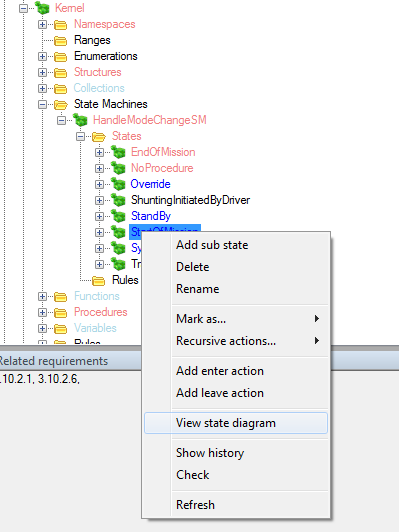 Kernel
Namespaces
Ranges
Enumerations
Structures
Collections
State Machines
HandleModeChangeSM
States
EndOfMission
NoProcedure
Override
ShuntingInitiatedByDriver
StandBy
StartOfMission
Sy
Tr
Rules
Functions
Procedures
Variables
Rules
Add sub state
Delete
Rename
Mark as...
Recursive actions...
Add enter action
Add leave action
View state diagram
Show history
Check
Refresh
Related requirements
.10.2.1, 3.10.2.6,